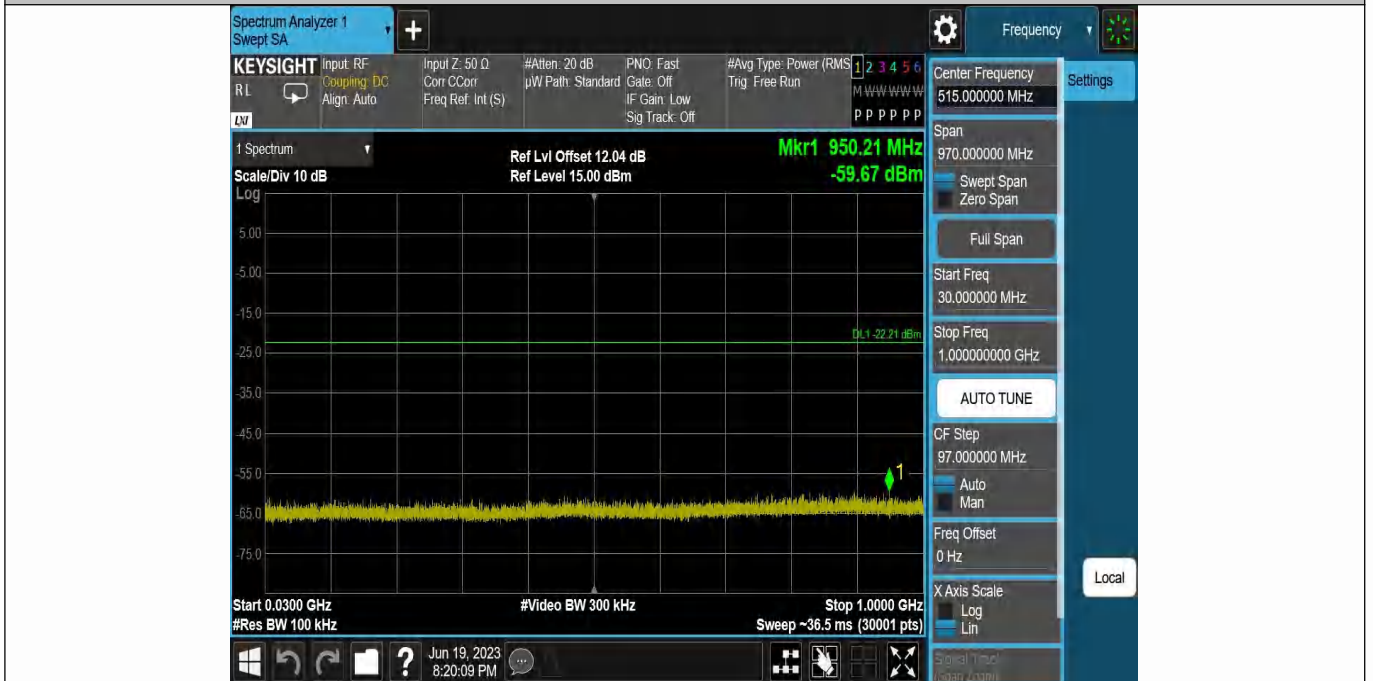 Spectrum Analyzer 1
Swept SA
+
Frequency
KEYSIGHT
RL
LXI
Input: RF
Coupling: DC
Align: Auto
Input Z: 50 Ω
Corr CCorr
Freq Ref: Int (S)
#Atten: 20 dB
µW Path: Standard
PNO: Fast
Gate: Off
IF Gain: Low
Sig Track: Off
#Avg Type: Power (RMS
Trig: Free Run
1 2 3 4 5 6
M W W W W W
P P P P P P
1 Spectrum
Scale/Div 10 dB
Ref Lvl Offset 12.04 dB
Ref Level 15.00 dBm
Mkr1 950.21 MHz
-59.67 dBm
Log
5.00
-5.00
-15.0
DL1 -22.21 dBm
-25.0
-35.0
-45.0
-55.0
1
-65.0
-75.0
Start 0.0300 GHz
#Video BW 300 kHz
Stop 1.0000 GHz
#Res BW 100 kHz
Sweep ~36.5 ms (30001 pts)
?
Jun 19, 2023
8:20:09 PM
Center Frequency
515.000000 MHz
Settings
Span
970.000000 MHz
Swept Span
Zero Span
Full Span
Start Freq
30.000000 MHz
Stop Freq
1.000000000 GHz
AUTO TUNE
CF Step
97.000000 MHz
Auto
Man
Freq Offset
0 Hz
X Axis Scale
Log
Lin
Local
Signal Track
(Span Zoom)